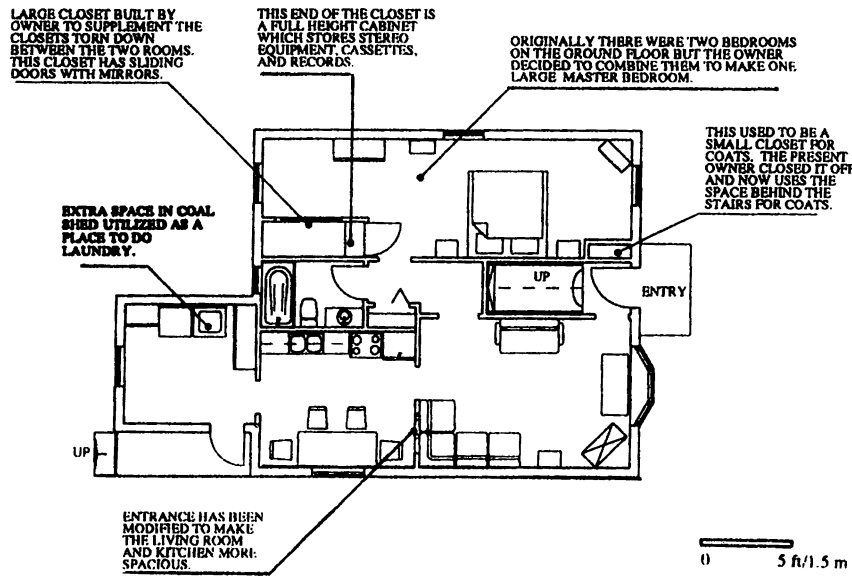 LARGE CLOSET BUILT BY
OWNER TO SUPPLEMENT THE
CLOSETS TORN DOWN
BETWEEN THE TWO ROOMS.
THIS CLOSET HAS SLIDING
DOORS WITH MIRRORS.
THIS END OF THE CLOSET IS
A FULL HEIGHT CABINET
WHICH STORES STEREO
EQUIPMENT, CASSETTES,
AND RECORDS.
ORIGINALLY THERE WERE TWO BEDROOMS
ON THE GROUND FLOOR BUT THE OWNER
DECIDED TO COMBINE THEM TO MAKE ONE
LARGE MASTER BEDROOM.
THIS USED TO BE A
SMALL CLOSET FOR
COATS. THE PRESENT
OWNER CLOSED IT OFF
AND NOW USES THE
SPACE BEHIND THE
STAIRS FOR COATS.
EXTRA SPACE IN COAL
SHED UTILIZED AS A
PLACE TO DO
LAUNDRY.
UP
ENTRY
UP
ENTRANCE HAS BEEN
MODIFIED TO MAKE
THE LIVING ROOM
AND KITCHEN MORE
SPACIOUS.
0 5 ft/1.5 m